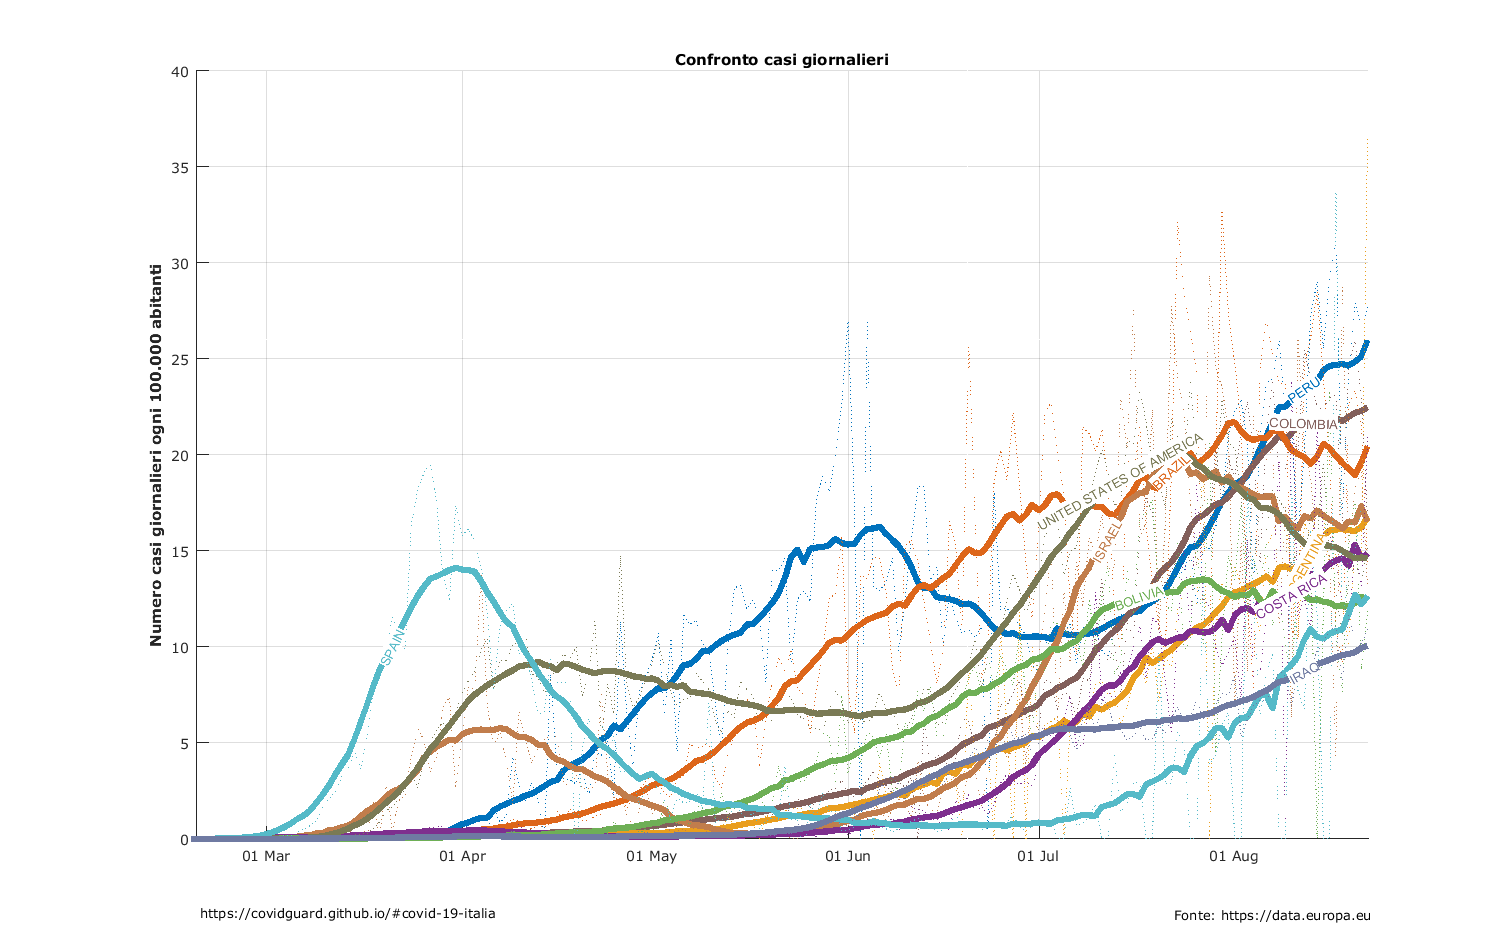 Confronto casi giornalieri
Numero casi giornalieri ogni 100.000 abitanti
40
35
30
25
20
15
10
5
0
01 Mar
01 Apr
01 May
01 Jun
01 Jul
01 Aug
SPAIN
UNITED STATES OF AMERICA
BRAZIL
ISRAEL
BOLIVIA
PERU
COLOMBIA
GENTINA
COSTA RICA
IRAQ
https://covidguard.github.io/#covid-19-italia
Fonte: https://data.europa.eu